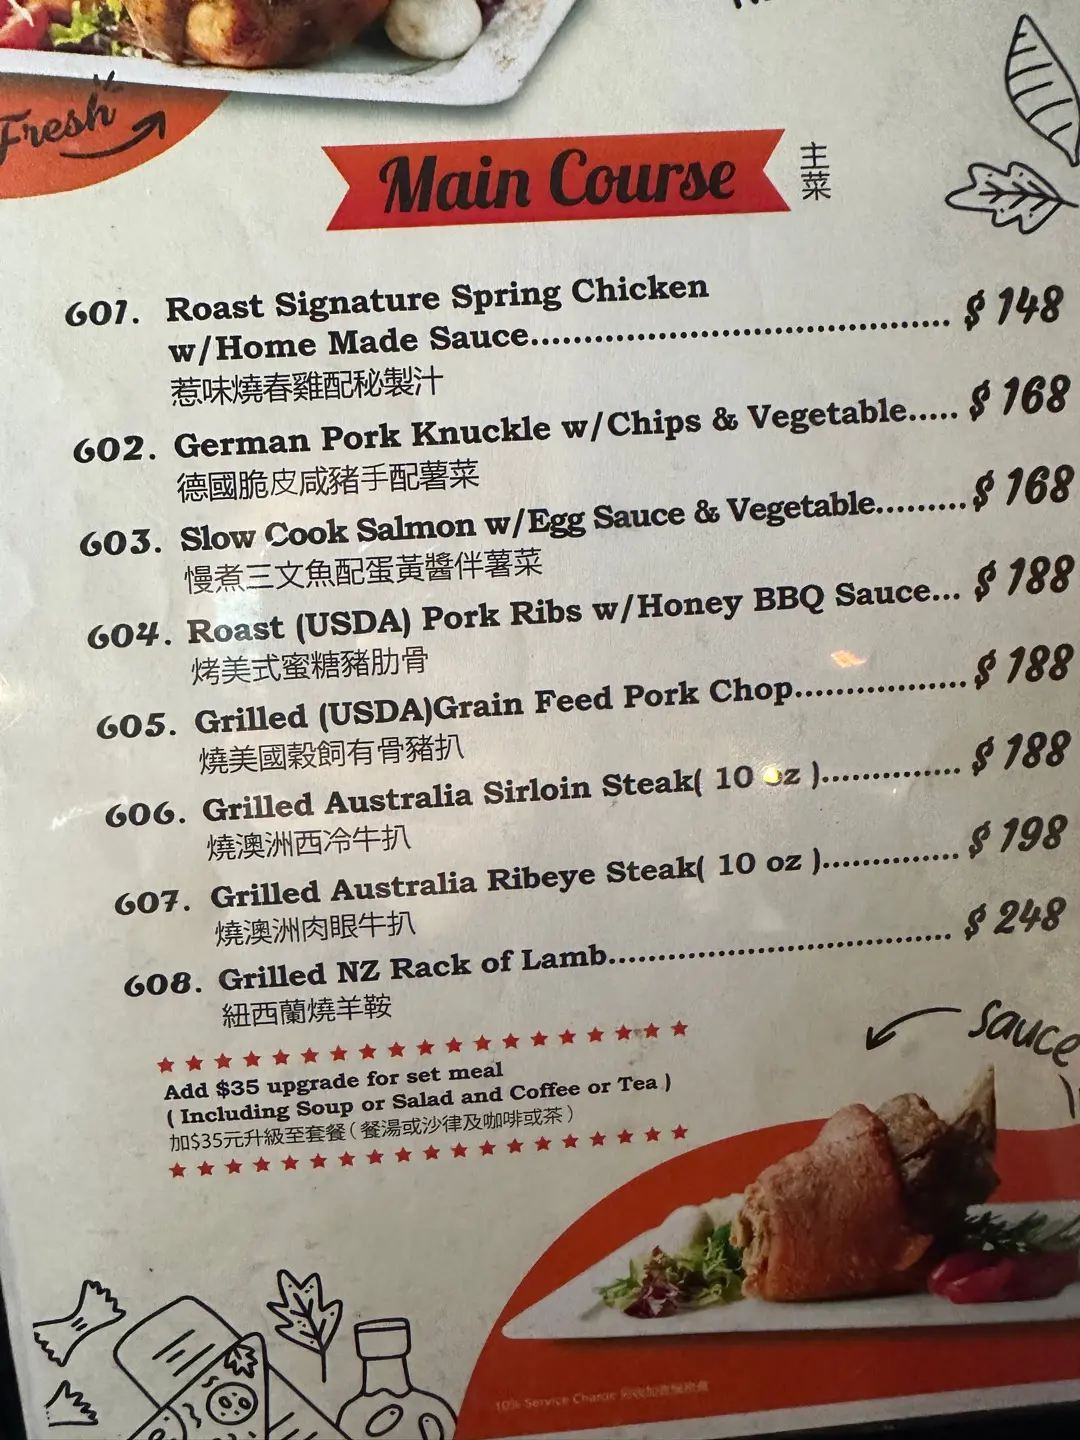 Fresh
Main Course
主菜
601. Roast Signature Spring Chicken
w/Home Made Sauce.................................... $ 148
惹味燒春雞配秘製汁
602. German Pork Knuckle w/Chips & Vegetable..... $ 168
德國脆皮咸豬手配薯菜
603. Slow Cook Salmon w/Egg Sauce & Vegetable......... $ 168
慢煮三文魚配蛋黃醬伴薯菜
604. Roast (USDA) Pork Ribs w/Honey BBQ Sauce... $ 188
烤美式蜜糖豬肋骨
605. Grilled (USDA)Grain Feed Pork Chop................. $ 188
燒美國穀飼有骨豬扒
606. Grilled Australia Sirloin Steak( 10 oz ).............. $ 188
燒澳洲西冷牛扒
607. Grilled Australia Ribeye Steak( 10 oz ).............. $ 198
燒澳洲肉眼牛扒
608. Grilled NZ Rack of Lamb................................... $ 248
紐西蘭燒羊鞍
Add $35 upgrade for set meal
( Including Soup or Salad and Coffee or Tea )
加$35元升級至套餐（餐湯或沙律及咖啡或茶）
Sauce
10% Service Charge